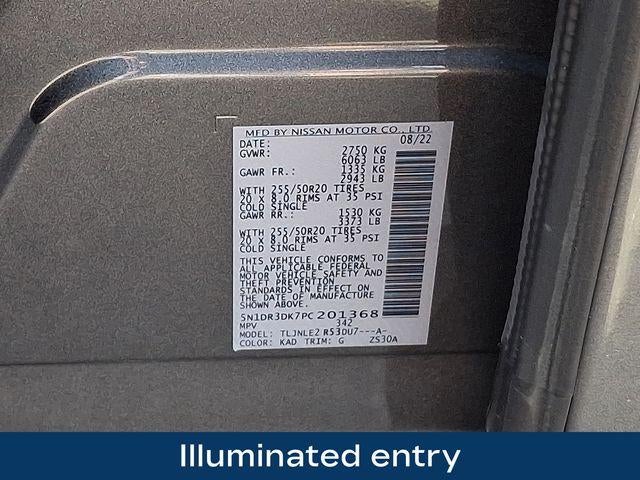 MFD BY NISSAN MOTOR CO., LTD.
DATE: 08/22
GVWR: 2750 KG
6063 LB
GAWR FR.: 1335 KG
2943 LB
WITH 255/50R20 TIRES
20 X 8.0 RIMS AT 35 PSI
COLD SINGLE
GAWR RR.: 1530 KG
3373 LB
WITH 255/50R20 TIRES
20 X 8.0 RIMS AT 35 PSI
COLD SINGLE
THIS VEHICLE CONFORMS TO
ALL APPLICABLE FEDERAL
MOTOR VEHICLE SAFETY AND
THEFT PREVENTION
STANDARDS IN EFFECT ON
THE DATE OF MANUFACTURE
SHOWN ABOVE.
5N1DR3DK7PC201368
MPV 342
MODEL: TLJNLE2 R53DU7---A-
COLOR: KAD TRIM: G ZS30A
Illuminated entry